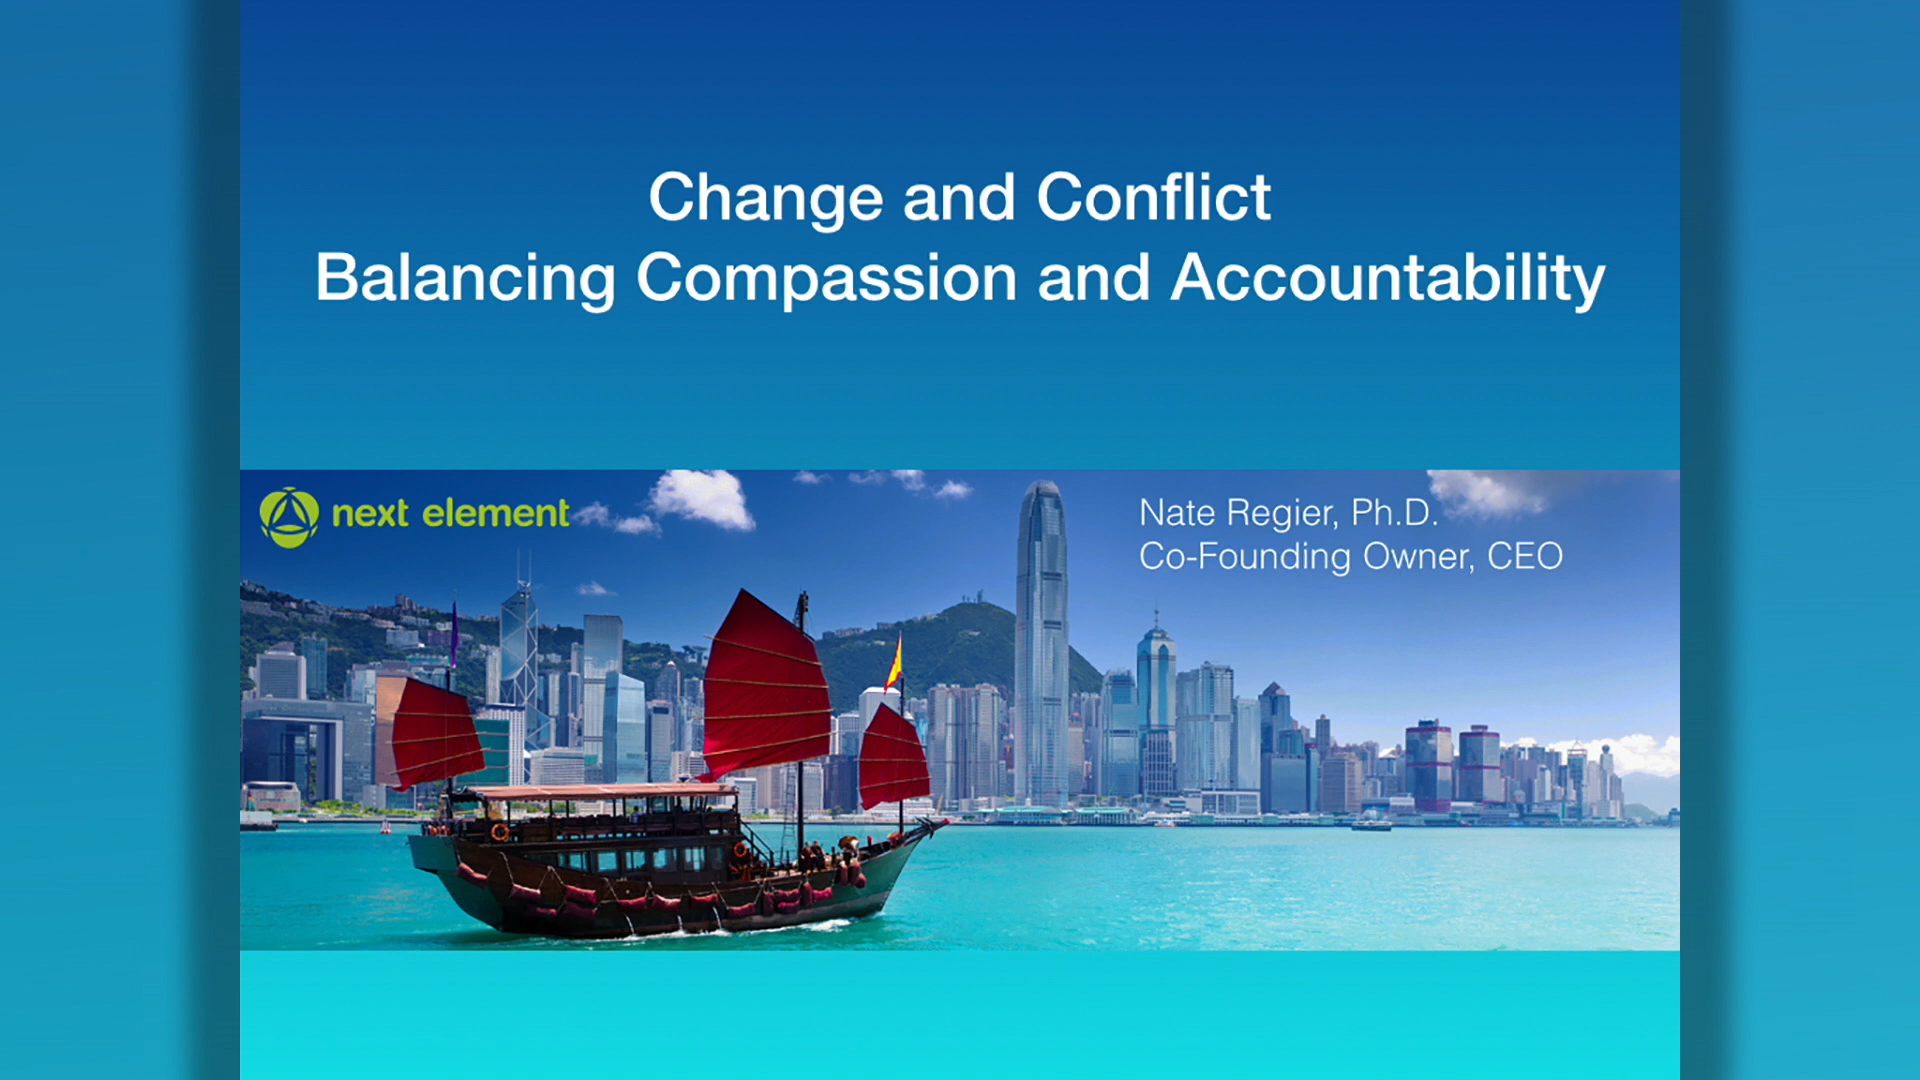 Change and Conflict
Balancing Compassion and Accountability
next element
Nate Regier, Ph.D.
Co-Founding Owner, CEO